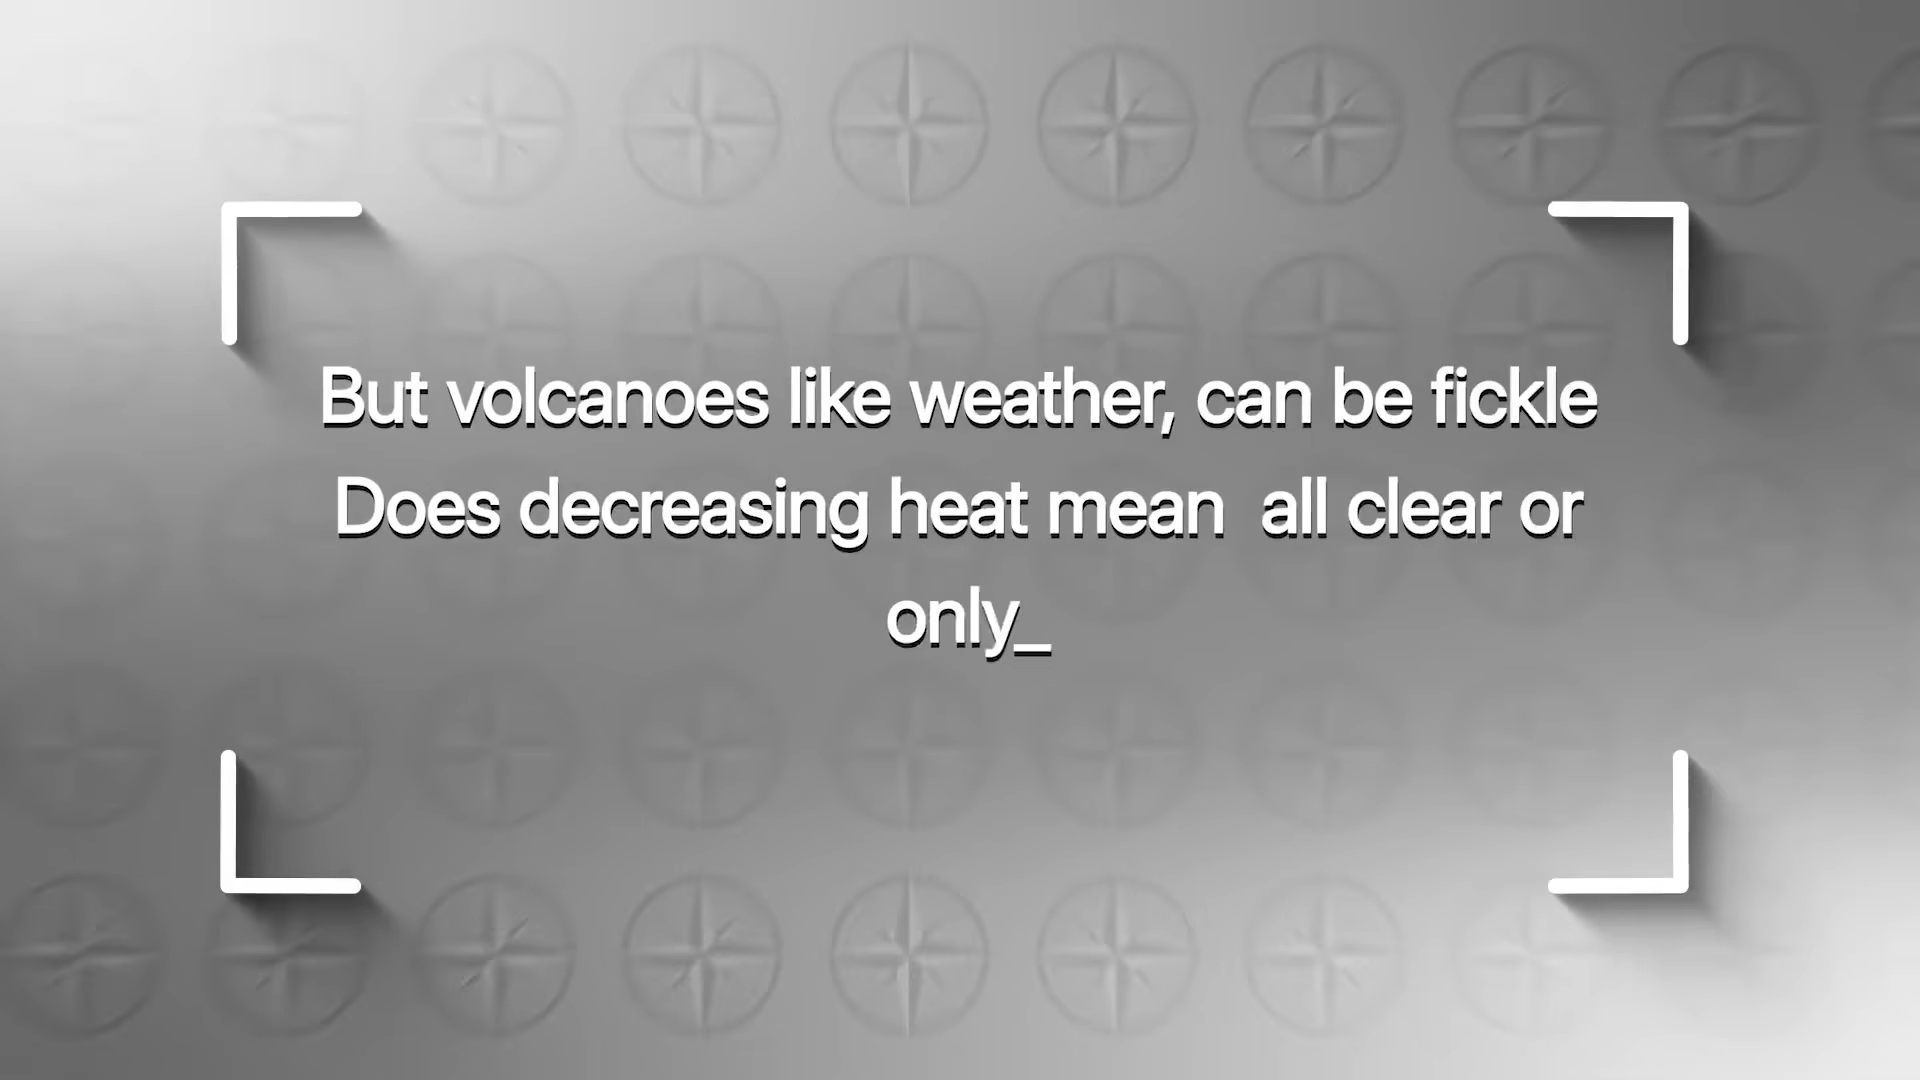 But volcanoes like weather, can be fickle
Does decreasing heat mean  all clear or
only_